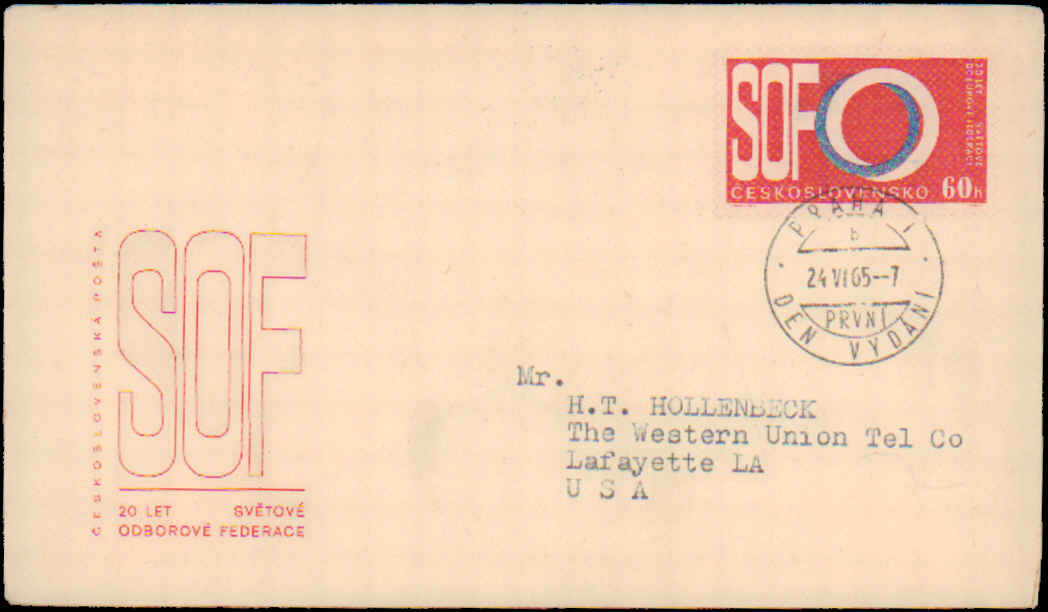 SOF
20 LET SVĚTOVÉ
ODBOROVÉ FEDERACE
ČESKOSLOVENSKO 60h
PRAHA 1
b
24 VI 65--7
PRVNÍ
DEN VYDÁNÍ
ČESKOSLOVENSKÁ POŠTA
SOF
20 LET SVĚTOVÉ
ODBOROVÉ FEDERACE
Mr.
H.T. HOLLENBECK
The Western Union Tel Co
Lafayette LA
U S A